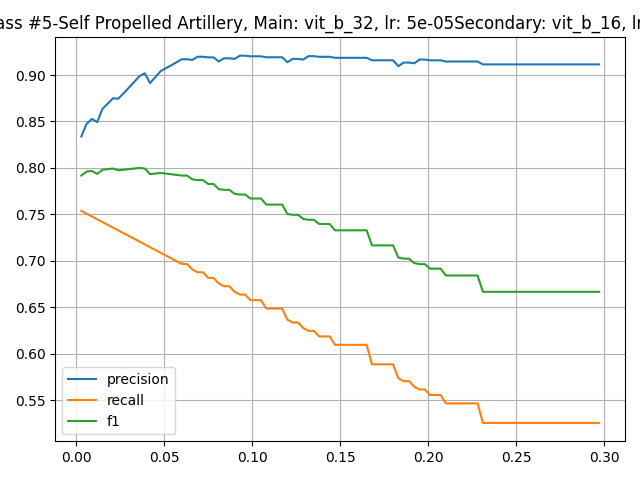 #5-Self Propelled Artillery, Main: vit_b_32, lr: 5e-05Secondary: vit_b_16,
0.90
0.85
0.80
0.75
0.70
0.65
0.60
0.55
precision
recall
f1
0.00 0.05 0.10 0.15 0.20 0.25 0.30